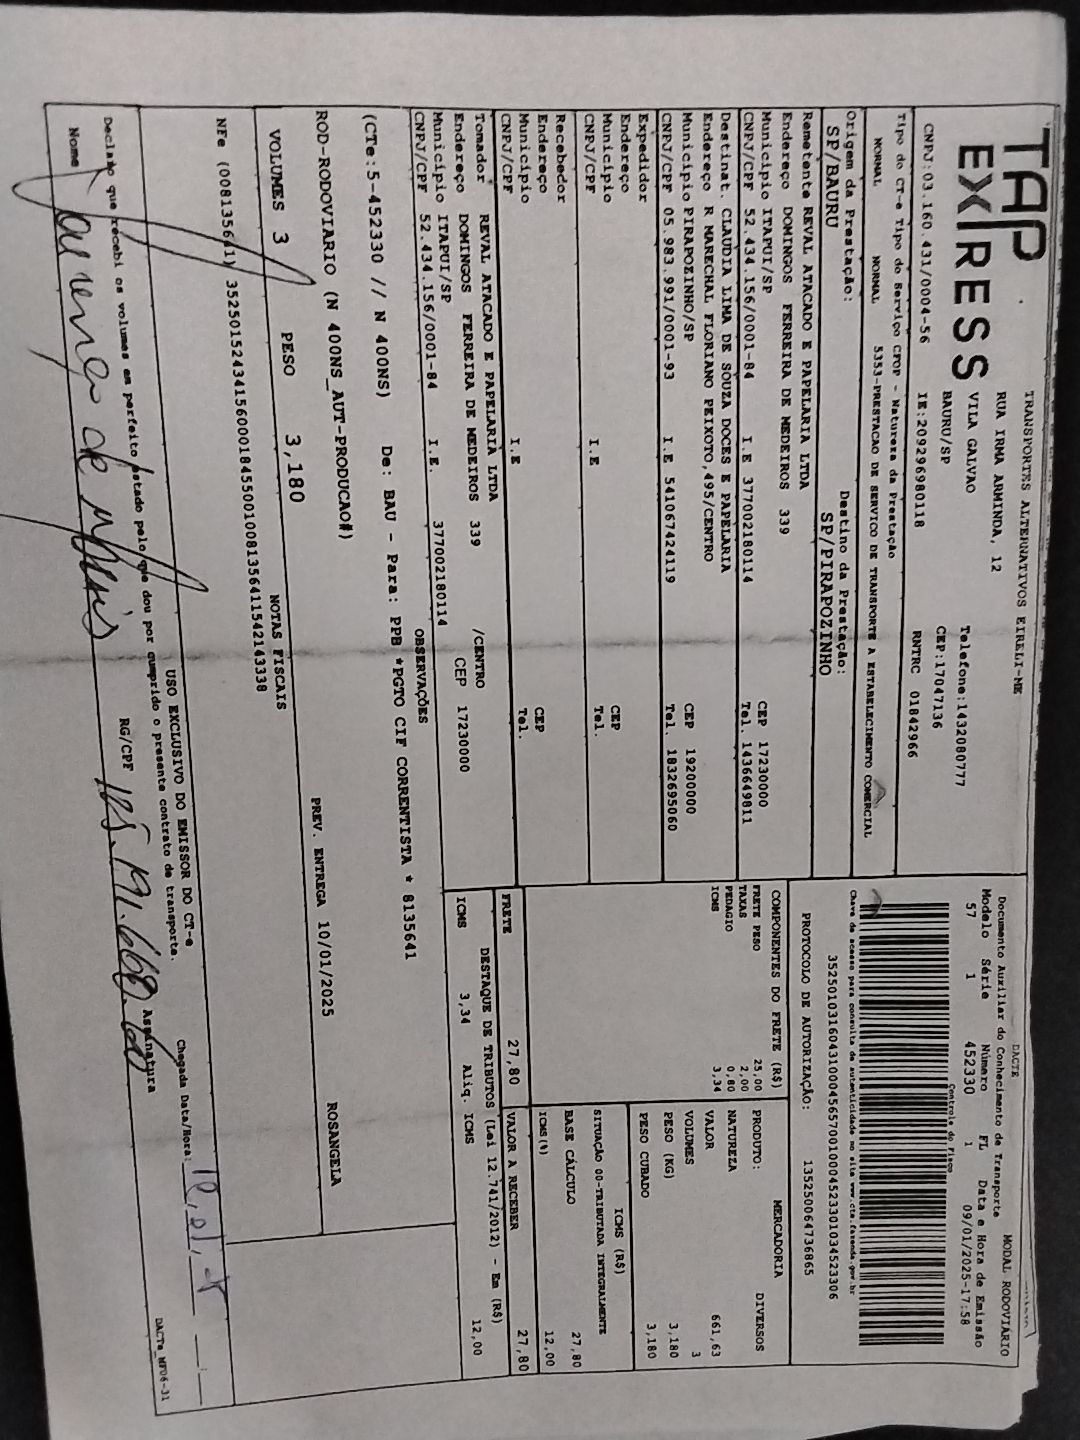 TAP EXPRESS
TRANSPORTES ALTERNATIVOS EIRELI-ME
RUA IRMA ARMINDA, 12
VILA GALVAO Telefone:1432080777
BAURU/SP CEP:17047136
CNPJ:03.160.431/0004-56 IE:209296980118 RNTRC 01842966
Tipo do CT-e Tipo do Serviço CFOP - Natureza da Prestação
NORMAL NORMAL 5353-PRESTACAO DE SERVICO DE TRANSPORTE A ESTABELECIMENTO COMERCIAL
Origem da Prestação: Destino da Prestação:
SP/BAURU SP/PIRAPOZINHO
Remetente REVAL ATACADO E PAPELARIA LTDA
Endereço DOMINGOS FERREIRA DE MEDEIROS 339
Município ITAPUI/SP CEP 17230000
CNPJ/CPF 52.434.156/0001-84 I.E 377002180114 Tel. 1436649811
Destinat. CLAUDIA LIMA DE SOUZA DOCES E PAPELARIA
Endereço R MARECHAL FLORIANO PEIXOTO,495/CENTRO
Município PIRAPOZINHO/SP CEP 19200000
CNPJ/CPF 05.983.991/0001-93 I.E 541067424119 Tel. 1832695060
Expedidor
Endereço
Município CEP
CNPJ/CPF I.E Tel.
Recebedor
Endereço
Município CEP
CNPJ/CPF I.E Tel.
Tomador REVAL ATACADO E PAPELARIA LTDA
Endereço DOMINGOS FERREIRA DE MEDEIROS 339 /CENTRO
Município ITAPUI/SP CEP 17230000
CNPJ/CPF 52.434.156/0001-84 I.E. 377002180114
DACTE MODAL RODOVIÁRIO
Documento Auxiliar do Conhecimento de Transporte
Modelo Série Número FL Data e Hora de Emissão
57 1 452330 1 09/01/2025-17:58
Controle do Fisco
Chave de acesso para consulta de autenticidade no site www.cte.fazenda.gov.br
35250103160431000456570010004523301034523306
PROTOCOLO DE AUTORIZAÇÃO: 135250064736865
COMPONENTES DO FRETE (R$)
FRETE PESO 25,00
TAXAS 2,00
PEDAGIO 0,80
ICMS 3,34
PRODUTO: MERCADORIA
NATUREZA DIVERSOS
VALOR 661,63
VOLUMES 3
PESO (KG) 3,180
PESO CUBADO 3,180
ICMS (R$)
SITUAÇÃO 00-TRIBUTADA INTEGRALMENTE
BASE CÁLCULO 27,80
ICMS(%) 12,00
FRETE 27,80 VALOR A RECEBER 27,80
DESTAQUE DE TRIBUTOS (Lei 12.741/2012) - Em (R$)
ICMS 3,34 Aliq. ICMS 12,00
OBSERVAÇÕES
(CTe:5-452330 // N 400NS) De: BAU - Para: PPB *PGTO CIF CORRENTISTA * 8135641
ROD-RODOVIARIO (N 400NS_AUT-PRODUCAO#)
PREV. ENTREGA 10/01/2025 ROSANGELA
VOLUMES 3 PESO 3,180
NOTAS FISCAIS
NFe (008135641) 35250152434156000184550010081356411542143338
USO EXCLUSIVO DO EMISSOR DO CT-e
Declaro que recebi os volumes em perfeito estado pelo que dou por cumprido o presente contrato de transporte.
Chegada Data/Hora:
Nome
RG/CPF
Assinatura
DACTe_MF06-31